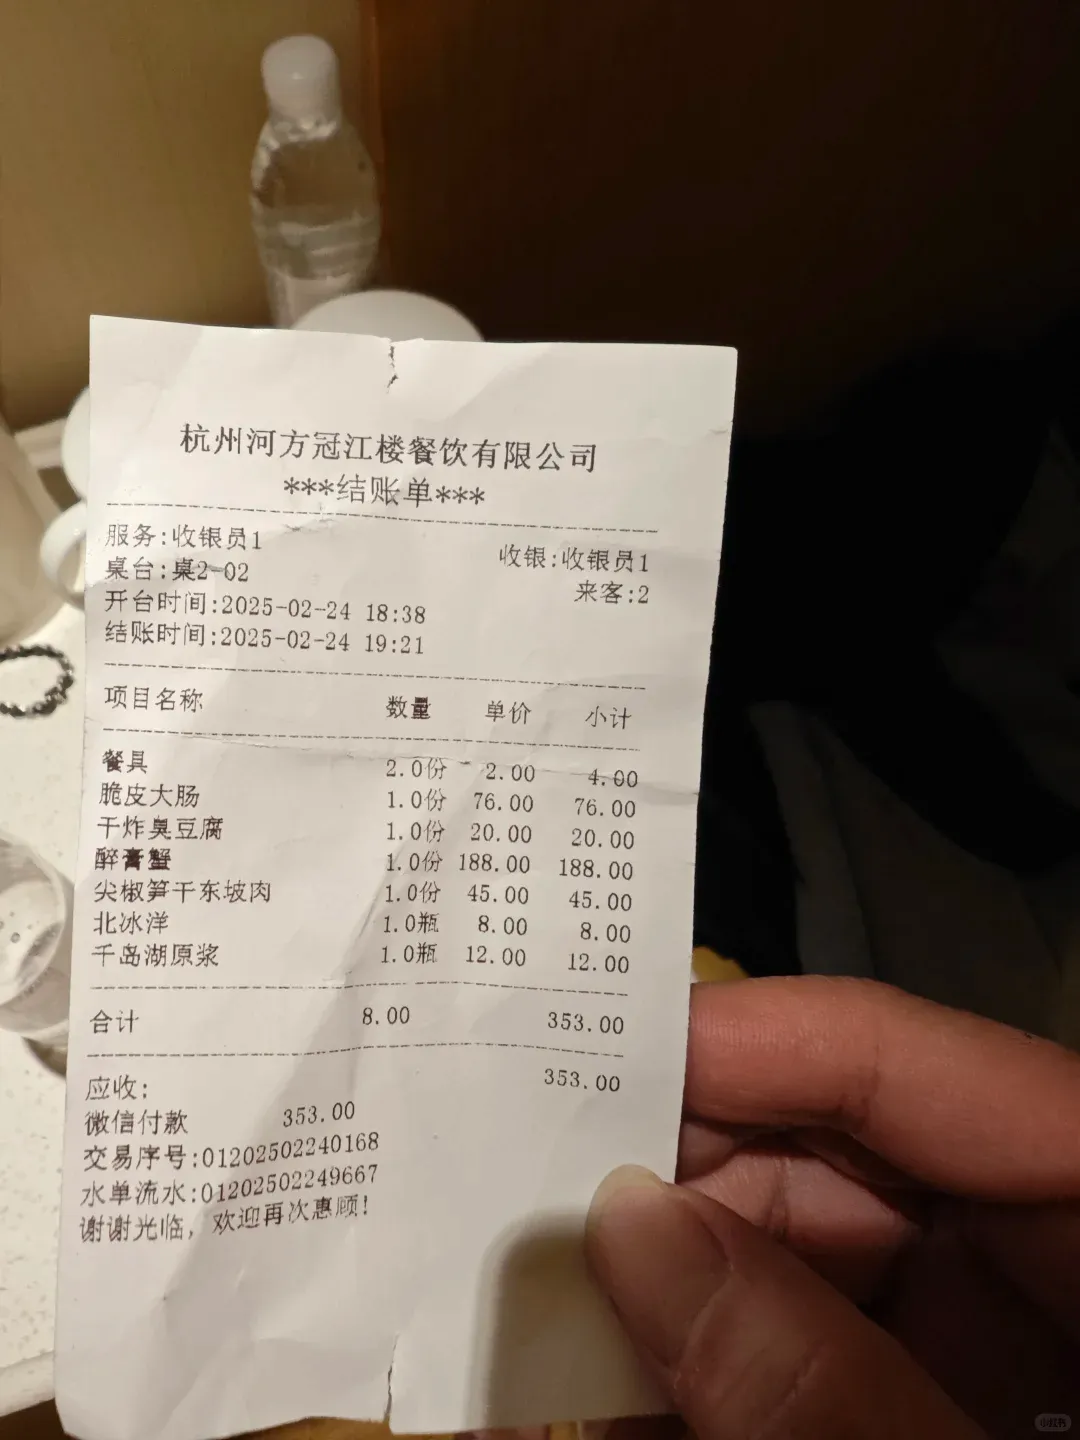 杭州河方冠江楼餐饮有限公司
***结账单***
服务:收银员1 收银:收银员1
桌台:桌2-02 来客:2
开台时间:2025-02-24 18:38
结账时间:2025-02-24 19:21
项目名称 数量 单价 小计
餐具 2.0份 2.00 4.00
脆皮大肠 1.0份 76.00 76.00
干炸臭豆腐 1.0份 20.00 20.00
醉膏蟹 1.0份 188.00 188.00
尖椒笋干东坡肉 1.0份 45.00 45.00
北冰洋 1.0瓶 8.00 8.00
千岛湖原浆 1.0瓶 12.00 12.00
合计 8.00 353.00
应收: 353.00
微信付款 353.00
交易序号:01202502240168
水单流水:01202502249667
谢谢光临，欢迎再次惠顾!
小红书